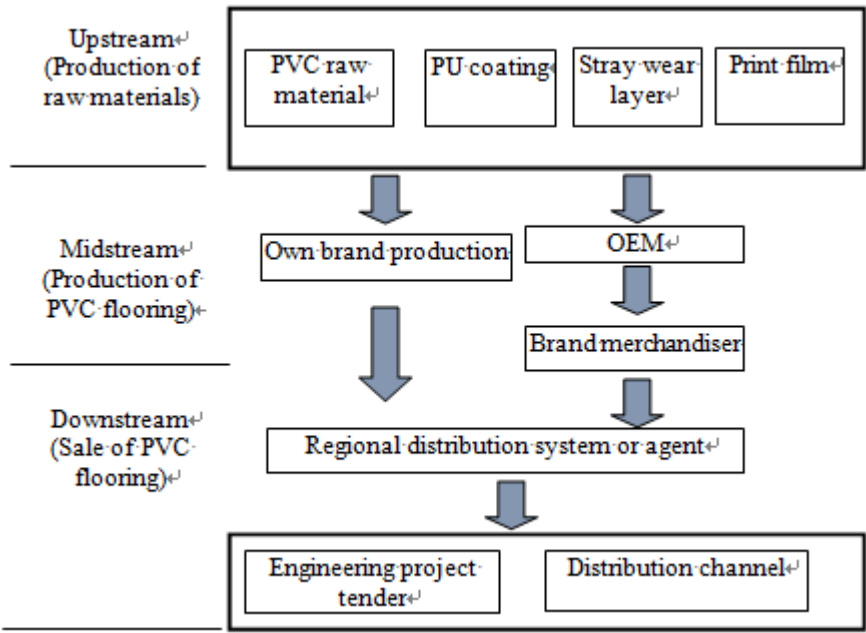 Upstream
(Production of
raw materials)
PVC raw
material
PU coating
Stray wear
layer
Print film
Midstream
(Production of
PVC flooring)
Own brand production
OEM
Brand merchandiser
Downstream
(Sale of PVC
flooring)
Regional distribution system or agent
Engineering project
tender
Distribution channel